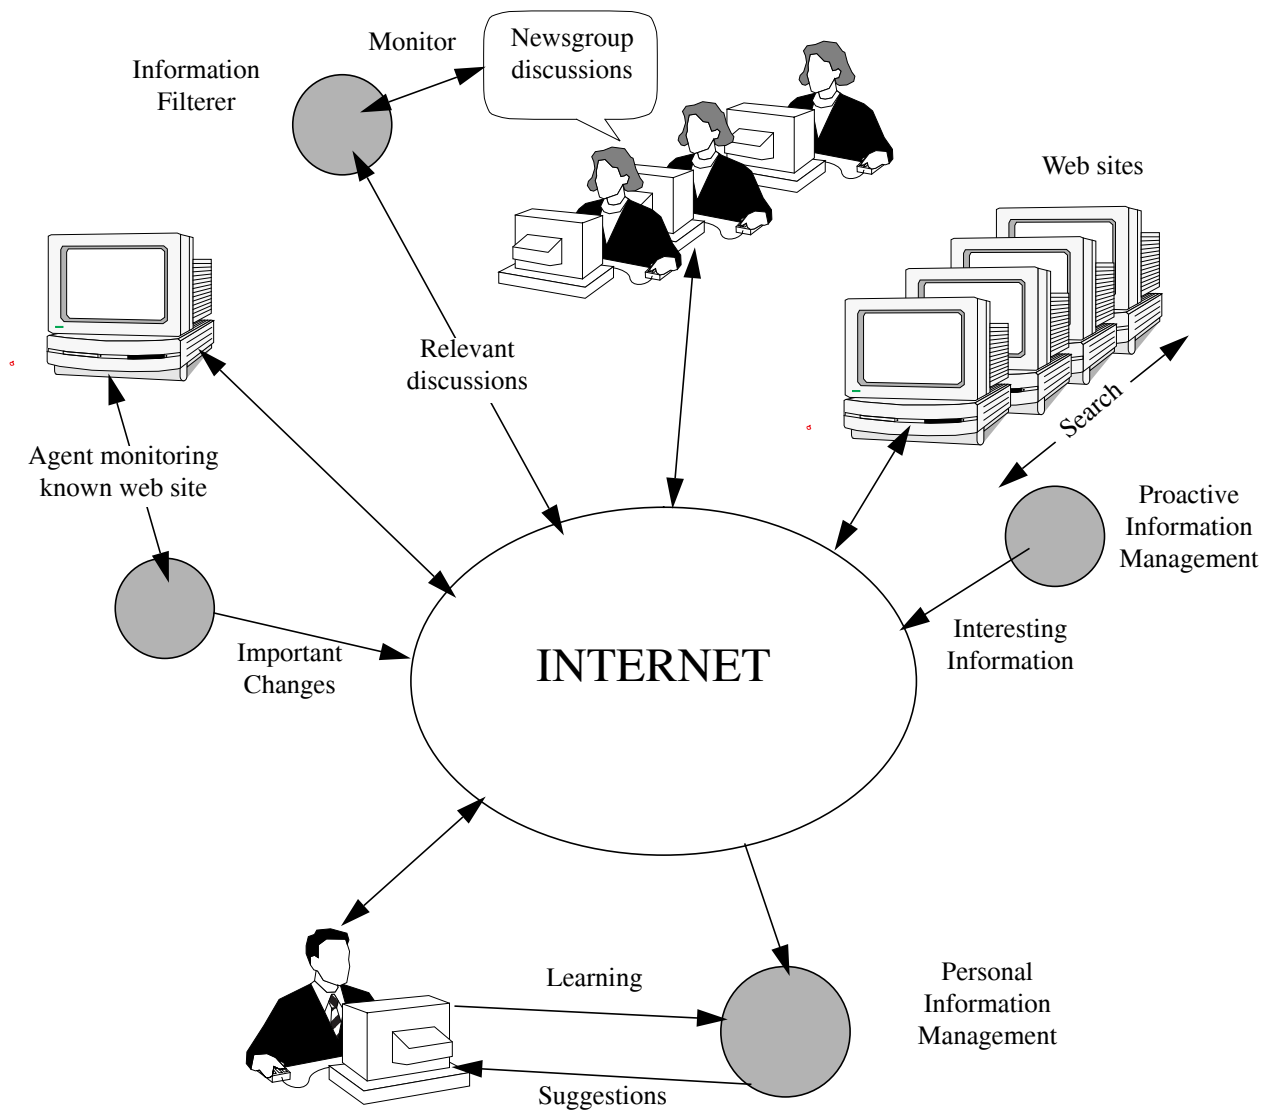 Monitor
Newsgroup
discussions
Information
Filterer
Web sites
Relevant
discussions
Search
Agent monitoring
known web site
Proactive
Information
Management
Important
Changes
INTERNET
Interesting
Information
Learning
Personal
Information
Management
Suggestions